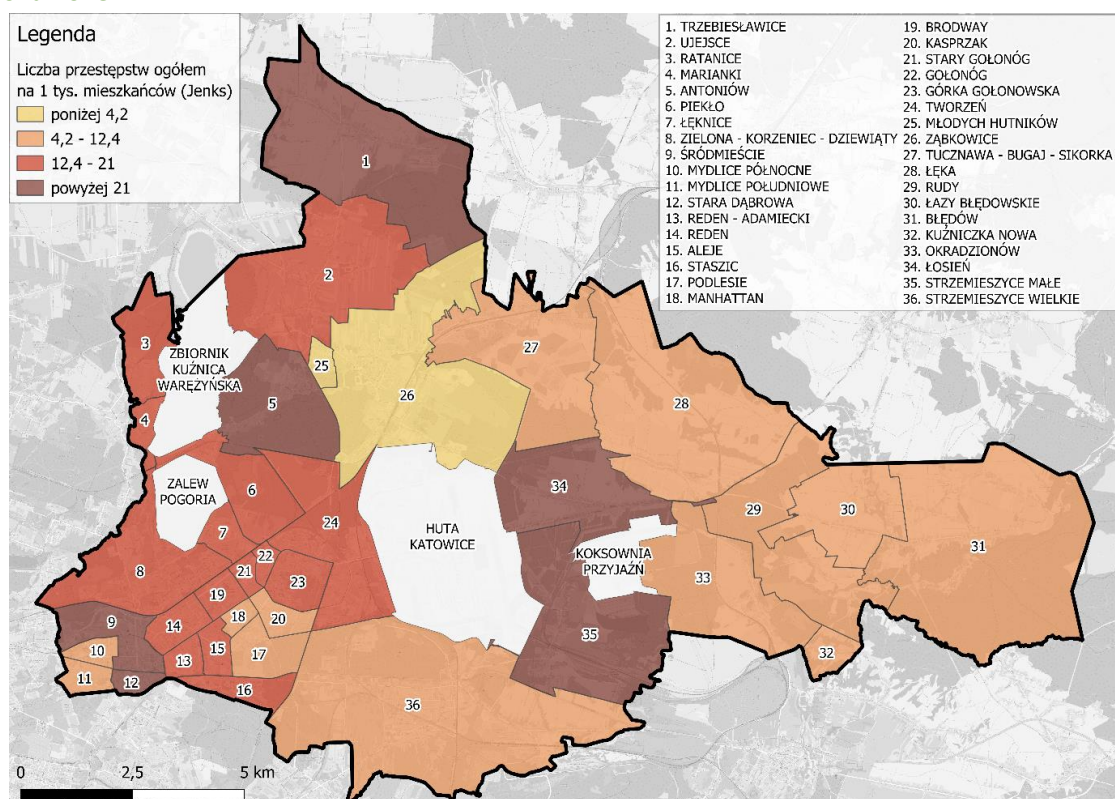 Legenda
Liczba przestępstw ogółem
na 1 tys. mieszkańców (Jenks)
poniżej 4,2
4,2 - 12,4
12,4 - 21
powyżej 21
1. TRZEBIESŁAWICE
2. UJEJSCE
3. RATANICE
4. MARIANKI
5. ANTONIÓW
6. PIEKŁO
7. ŁĘKNICE
8. ZIELONA - KORZENIEC - DZIEWIĄTY
9. ŚRÓDMIEŚCIE
10. MYDLICE PÓŁNOCNE
11. MYDLICE POŁUDNIOWE
12. STARA DĄBROWA
13. REDEN - ADAMIECKI
14. REDEN
15. ALEJE
16. STASZIC
17. PODLESIE
18. MANHATTAN
19. BRODWAY
20. KASPRZAK
21. STARY GOŁONÓG
22. GOŁONÓG
23. GÓRKA GOŁONOWSKA
24. TWORZEŃ
25. MŁODYCH HUTNIKÓW
26. ZĄBKOWICE
27. TUCZNAWA - BUGAJ - SIKORKA
28. ŁĘKA
29. RUDY
30. ŁAZY BŁĘDOWSKIE
31. BŁĘDÓW
32. KUŹNICZKA NOWA
33. OKRADZIONÓW
34. ŁOSIEŃ
35. STRZEMIESZYCE MAŁE
36. STRZEMIESZYCE WIELKIE
1
2
3
ZBIORNIK
KUŹNICA
WARĘŻYŃSKA
25
27
26
28
4
5
ZALEW
POGORIA
6
34
24
HUTA
KATOWICE
7
29
30
31
KOKSOWNIA
PRZYJAŹŃ
22
8
21
23
33
19
18
20
9
14
35
10
13
15
17
32
11
12
16
36
0
2,5
5 km